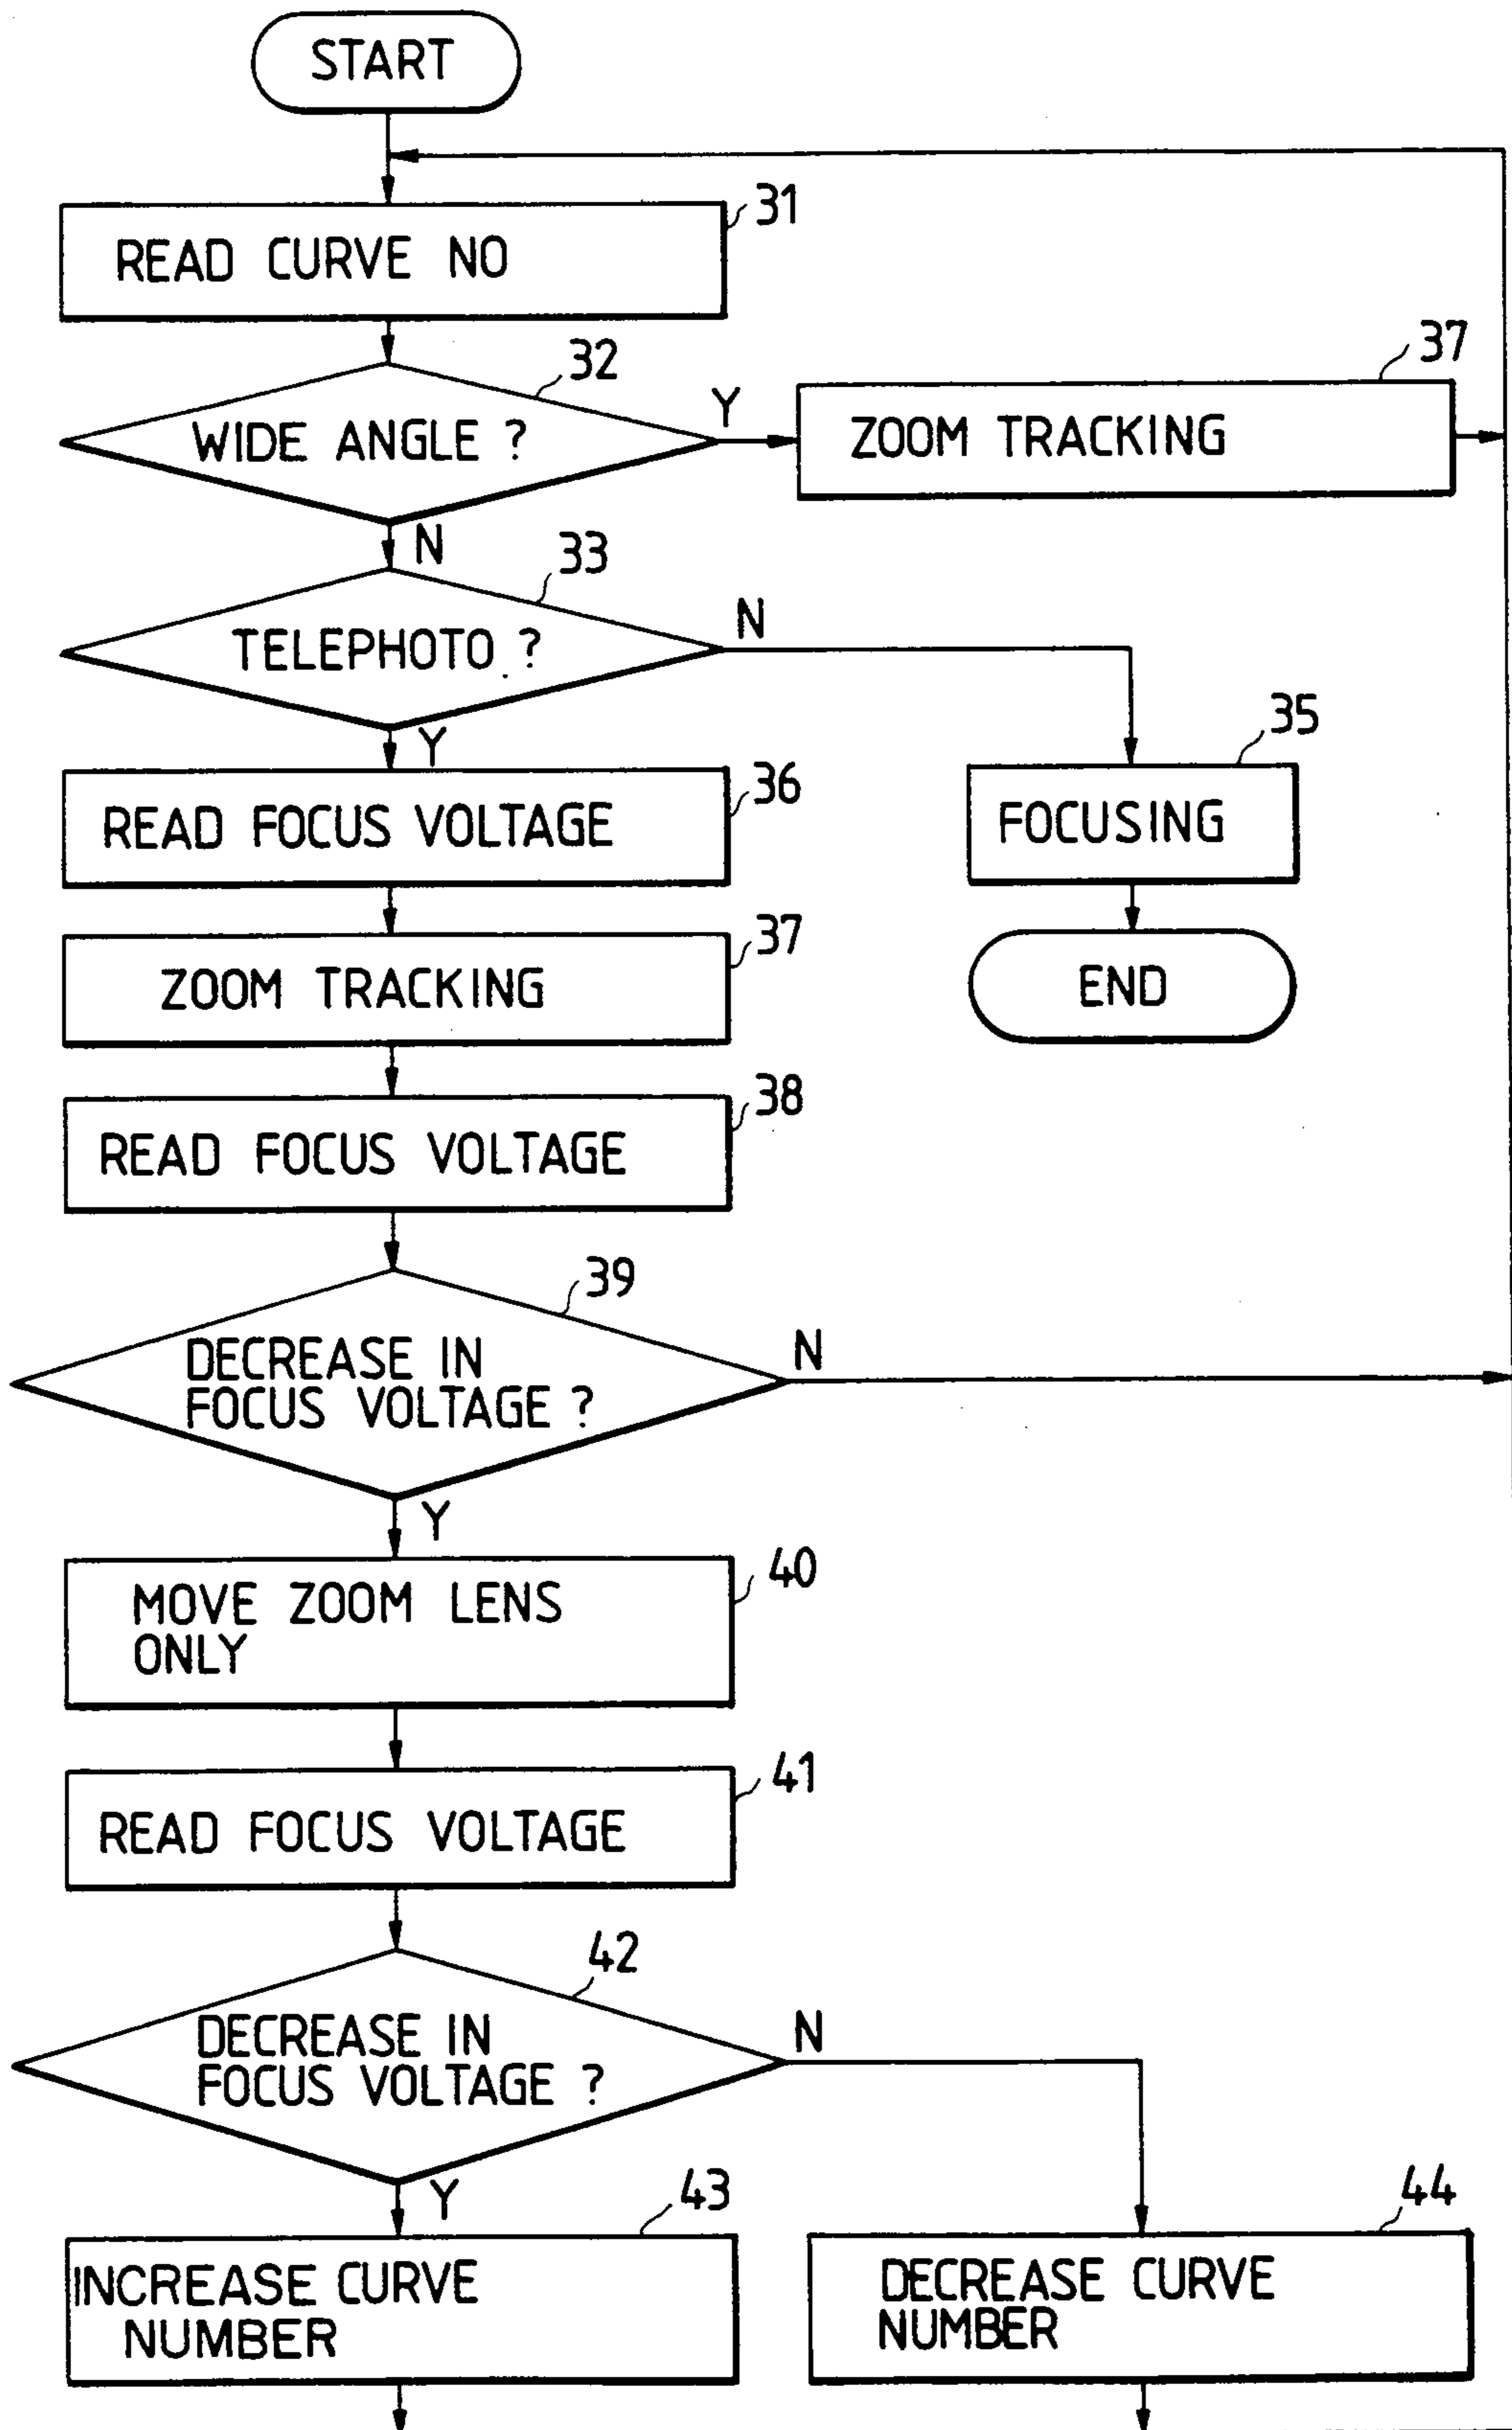 START
31
READ CURVE NO
32
WIDE ANGLE ?
Y
37
ZOOM TRACKING
N
33
TELEPHOTO ?
N
Y
35
FOCUSING
36
READ FOCUS VOLTAGE
37
ZOOM TRACKING
END
38
READ FOCUS VOLTAGE
39
DECREASE IN
FOCUS VOLTAGE ?
N
Y
40
MOVE ZOOM LENS
ONLY
41
READ FOCUS VOLTAGE
42
DECREASE IN
FOCUS VOLTAGE ?
N
Y
43
INCREASE CURVE
NUMBER
44
DECREASE CURVE
NUMBER